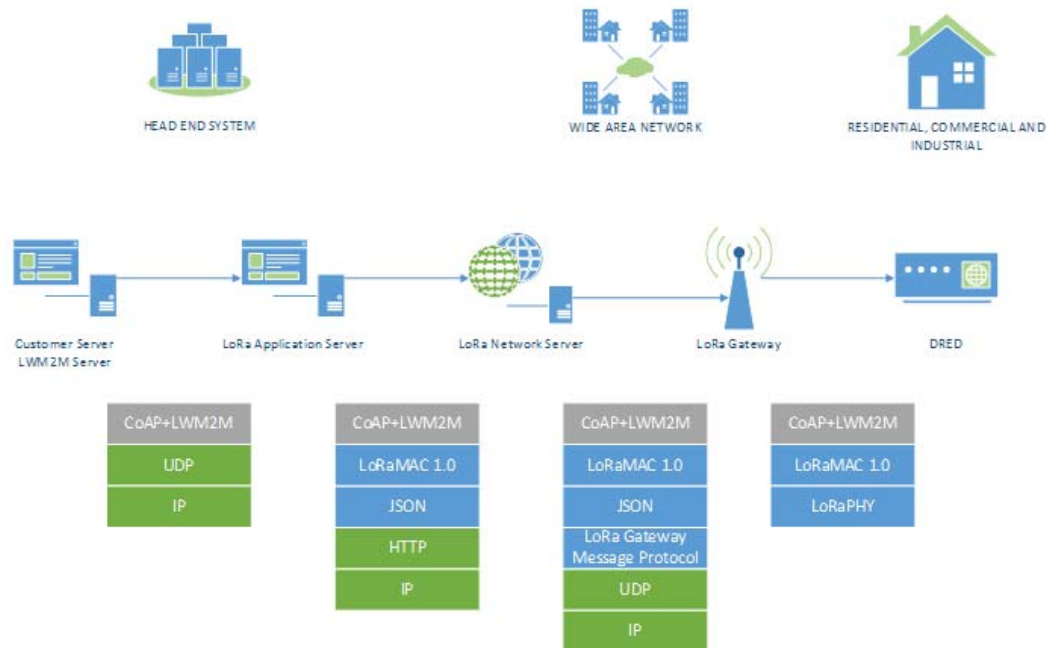 HEAD END SYSTEM
WIDE AREA NETWORK
RESIDENTIAL, COMMERCIAL AND
INDUSTRIAL
Customer Server
LWM2M Server
LoRa Application Server
LoRa Network Server
LoRa Gateway
DRED
CoAP+LWM2M
UDP
IP
CoAP+LWM2M
LoRaMAC 1.0
JSON
HTTP
IP
CoAP+LWM2M
LoRaMAC 1.0
JSON
LoRa Gateway
Message Protocol
UDP
IP
CoAP+LWM2M
LoRaMAC 1.0
LoRaPHY